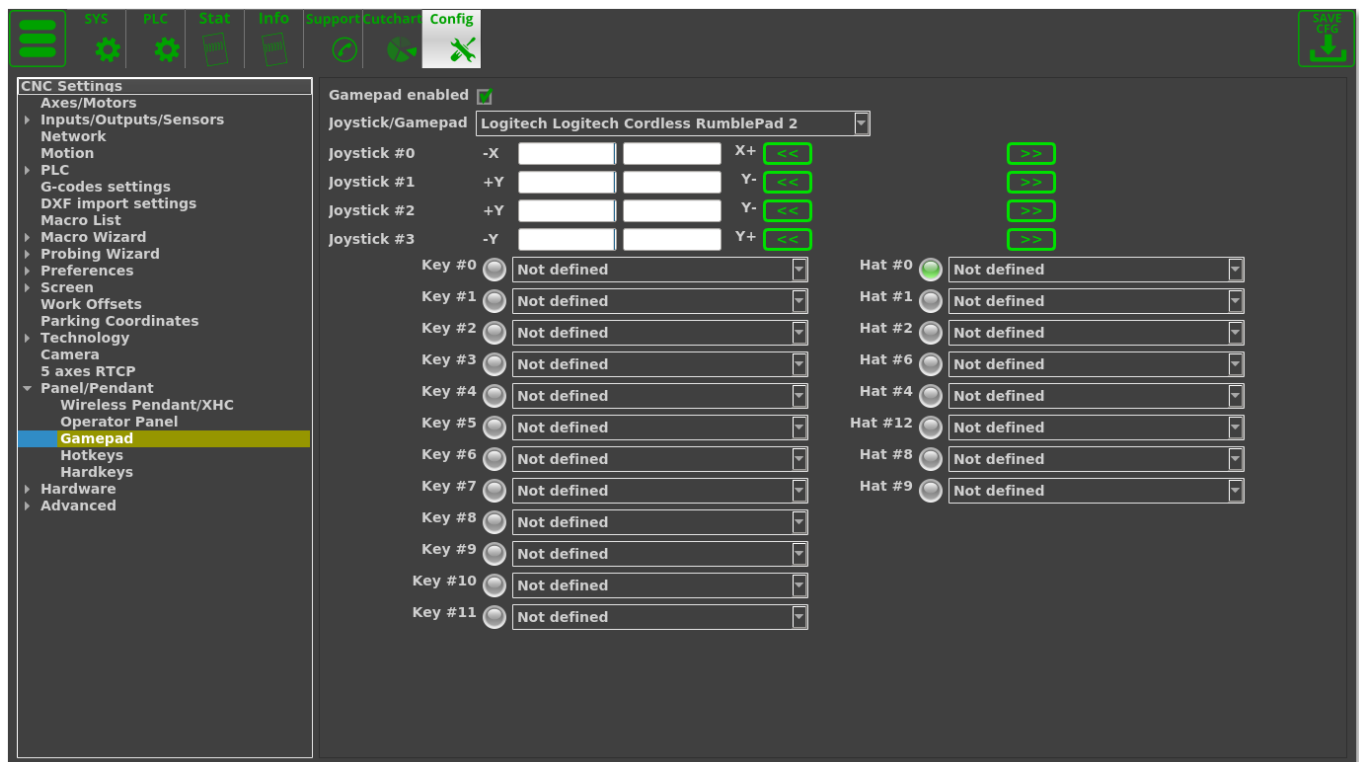 SYS PLC Stat Info Support Cutchart Config SAVE CFG
CNC Settings
Axes/Motors
Inputs/Outputs/Sensors
Network
Motion
PLC
G-codes settings
DXF import settings
Macro List
Macro Wizard
Probing Wizard
Preferences
Screen
Work Offsets
Parking Coordinates
Technology
Camera
5 axes RTCP
Panel/Pendant
Wireless Pendant/XHC
Operator Panel
Gamepad
Hotkeys
Hardkeys
Hardware
Advanced
Gamepad enabled
Joystick/Gamepad Logitech Logitech Cordless RumblePad 2
Joystick #0 -X X+ << >>
Joystick #1 +Y Y- << >>
Joystick #2 +Y Y- << >>
Joystick #3 -Y Y+ << >>
Key #0 Not defined Hat #0 Not defined
Key #1 Not defined Hat #1 Not defined
Key #2 Not defined Hat #2 Not defined
Key #3 Not defined Hat #6 Not defined
Key #4 Not defined Hat #4 Not defined
Key #5 Not defined Hat #12 Not defined
Key #6 Not defined Hat #8 Not defined
Key #7 Not defined Hat #9 Not defined
Key #8 Not defined
Key #9 Not defined
Key #10 Not defined
Key #11 Not defined